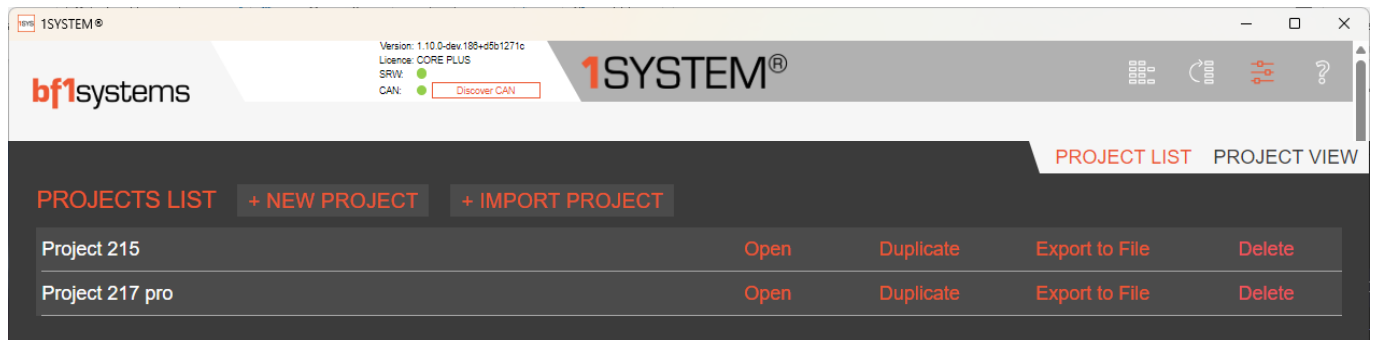 1SYS 1SYSTEM®
bf1systems
Version: 1.10.0-dev.186+d5b1271c
Licence: CORE PLUS
SRW:
CAN: Discover CAN
1SYSTEM®
?
PROJECT LIST PROJECT VIEW
PROJECTS LIST + NEW PROJECT + IMPORT PROJECT
Project 215 Open Duplicate Export to File Delete
Project 217 pro Open Duplicate Export to File Delete